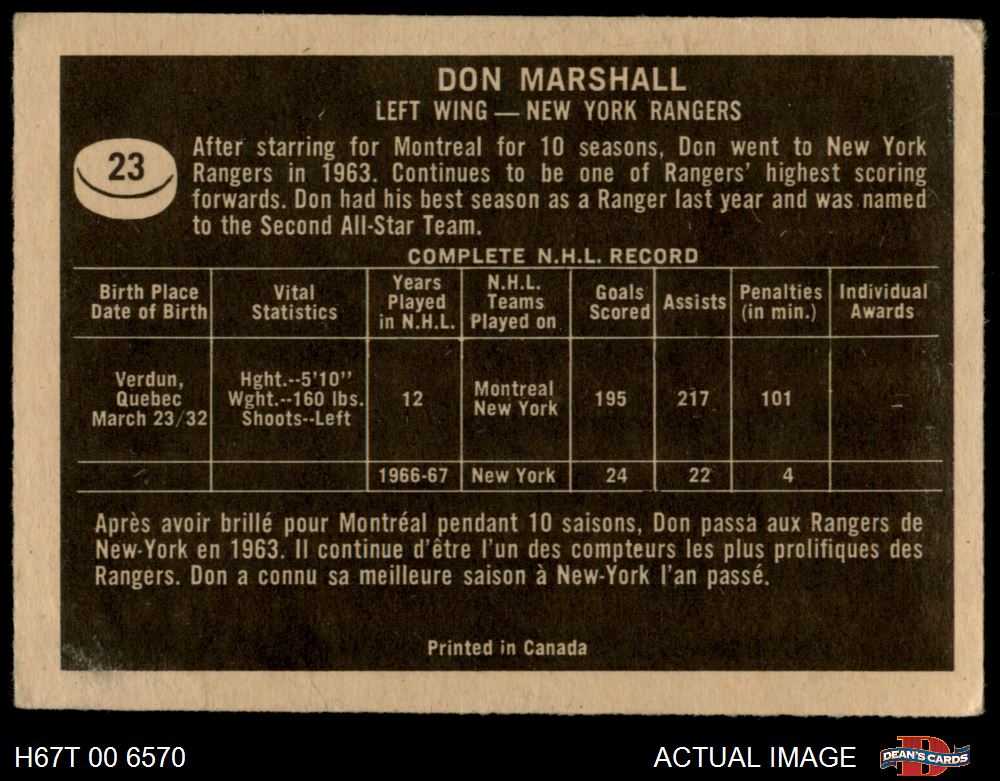 DON MARSHALL
LEFT WING — NEW YORK RANGERS
23
After starring for Montreal for 10 seasons, Don went to New York
Rangers in 1963. Continues to be one of Rangers' highest scoring
forwards. Don had his best season as a Ranger last year and was named
to the Second All-Star Team.
COMPLETE N.H.L. RECORD
Birth Place
Date of Birth
Vital
Statistics
Years
Played
in N.H.L.
N.H.L.
Teams
Played on
Goals
Scored
Assists
Penalties
(in min.)
Individual
Awards
Verdun,
Quebec
March 23/32
Hght.--5'10"
Wght.--160 lbs.
Shoots--Left
12
Montreal
New York
195
217
101
—
1966-67
New York
24
22
4
Après avoir brillé pour Montréal pendant 10 saisons, Don passa aux Rangers de
New-York en 1963. Il continue d'être l'un des compteurs les plus prolifiques des
Rangers. Don a connu sa meilleure saison à New-York l'an passé.
Printed in Canada
H67T 00 6570
ACTUAL IMAGE
D
DEAN'S CARDS